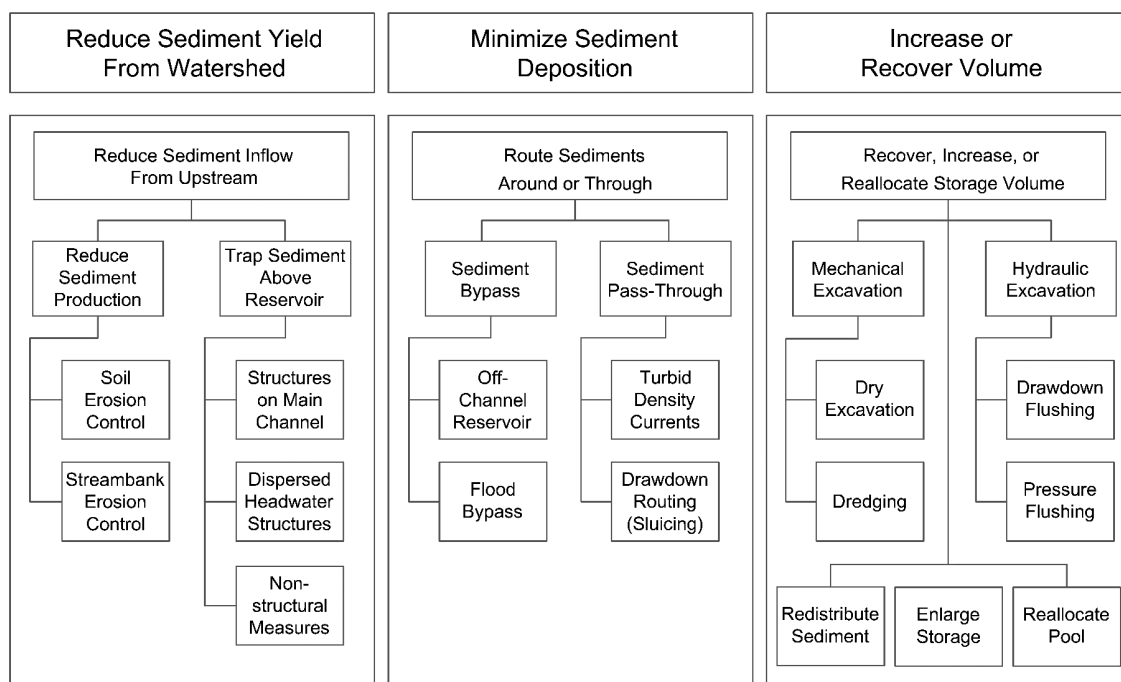 Reduce Sediment Yield
From Watershed
Minimize Sediment
Deposition
Increase or
Recover Volume
Reduce Sediment Inflow
From Upstream
Reduce
Sediment
Production
Trap Sediment
Above
Reservoir
Soil
Erosion
Control
Structures
on Main
Channel
Streambank
Erosion
Control
Dispersed
Headwater
Structures
Non-
structural
Measures
Route Sediments
Around or Through
Sediment
Bypass
Sediment
Pass-Through
Off-
Channel
Reservoir
Turbid
Density
Currents
Flood
Bypass
Drawdown
Routing
(Sluicing)
Recover, Increase, or
Reallocate Storage Volume
Mechanical
Excavation
Hydraulic
Excavation
Dry
Excavation
Drawdown
Flushing
Dredging
Pressure
Flushing
Redistribute
Sediment
Enlarge
Storage
Reallocate
Pool